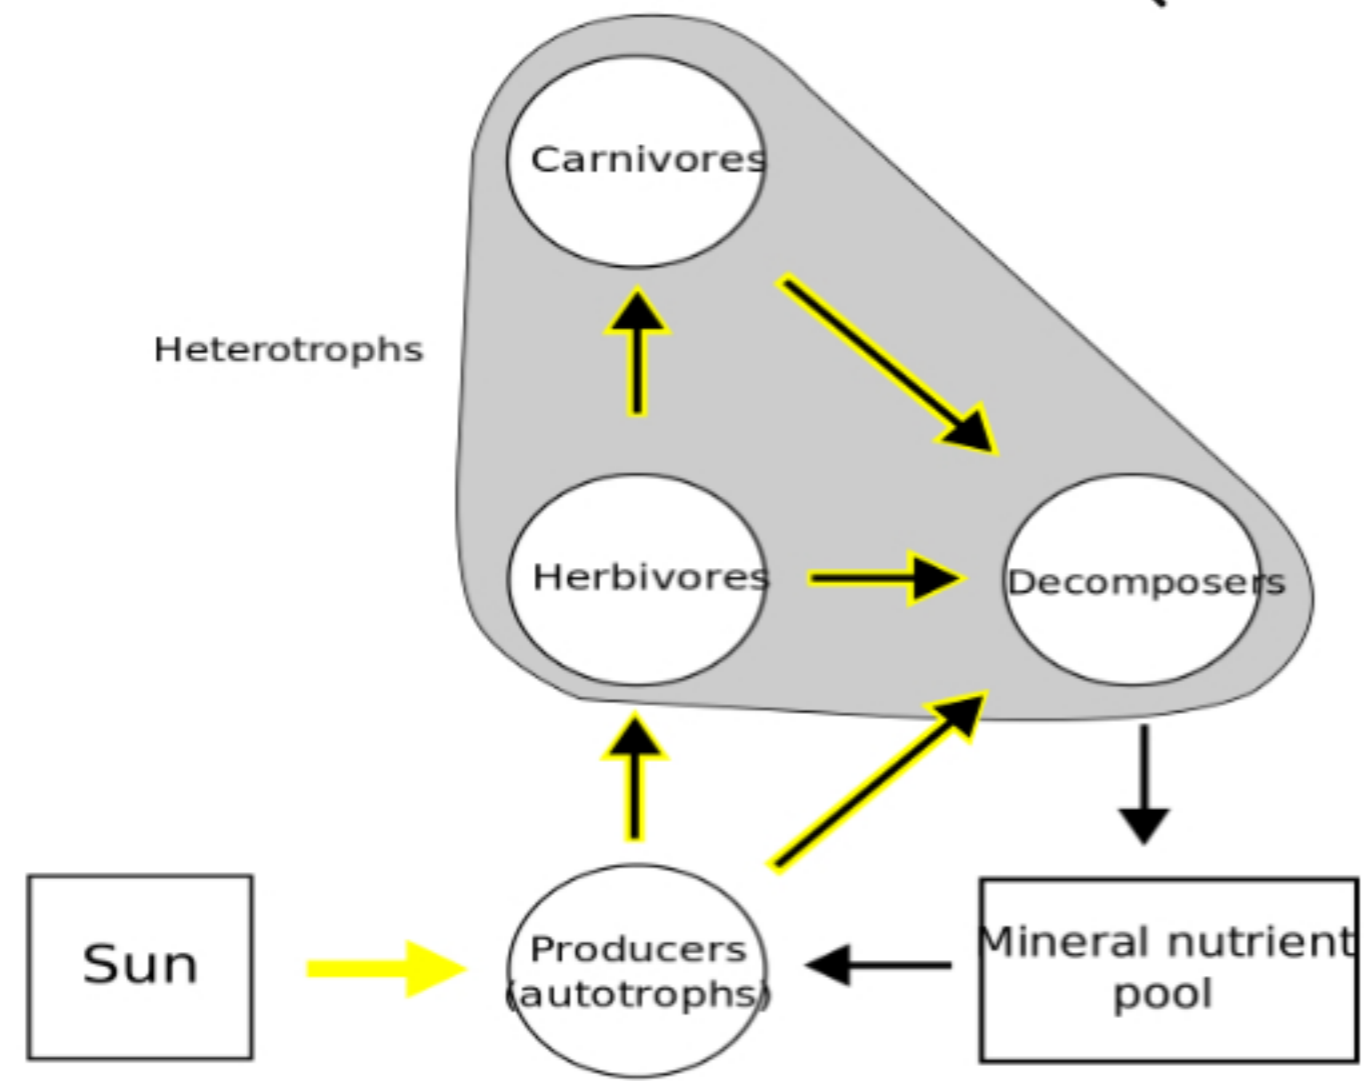 Carnivores
Heterotrophs
Herbivores
Decomposers
Sun
Producers
(autotrophs)
Mineral nutrient
pool